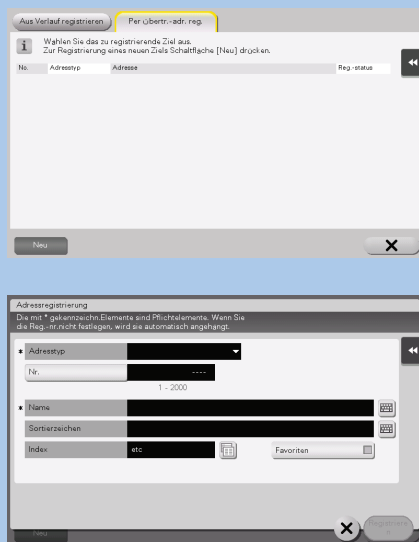 Aus Verlauf registrieren
Per Übertr.-adr. reg.
Wählen Sie das zu registrierende Ziel aus.
Zur Registrierung eines neuen Ziels Schaltfläche [Neu] drücken.
No. Adresstyp Adresse Reg.-status
Neu
Adressregistrierung
Die mit * gekennzeichn.Elemente sind Pflichtelemente. Wenn Sie
die Reg.-nr.nicht festlegen, wird sie automatisch angehängt.
* Adresstyp
Nr. ----
1 - 2000
* Name
Sortierzeichen
Index etc Favoriten
Neu